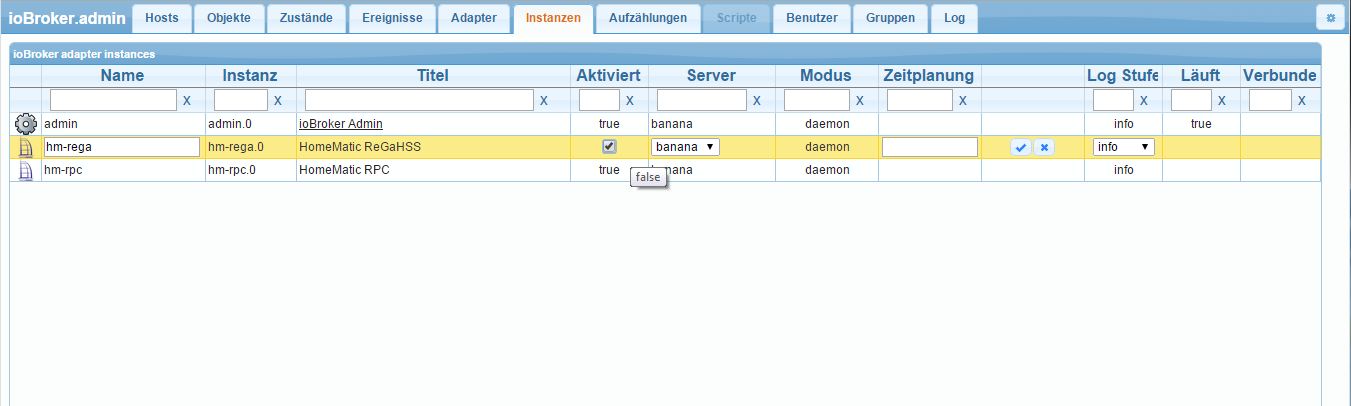 ioBroker.admin Hosts Objekte Zustände Ereignisse Adapter Instanzen Aufzählungen Scripte Benutzer Gruppen Log
ioBroker adapter instances
Name Instanz Titel Aktiviert Server Modus Zeitplanung Log Stufe Läuft Verbunde
X X X X X X X X X X
admin admin.0 ioBroker Admin true banana daemon info true
hm-rega hm-rega.0 HomeMatic ReGaHSS banana daemon info
hm-rpc hm-rpc.0 HomeMatic RPC true daemon info
false